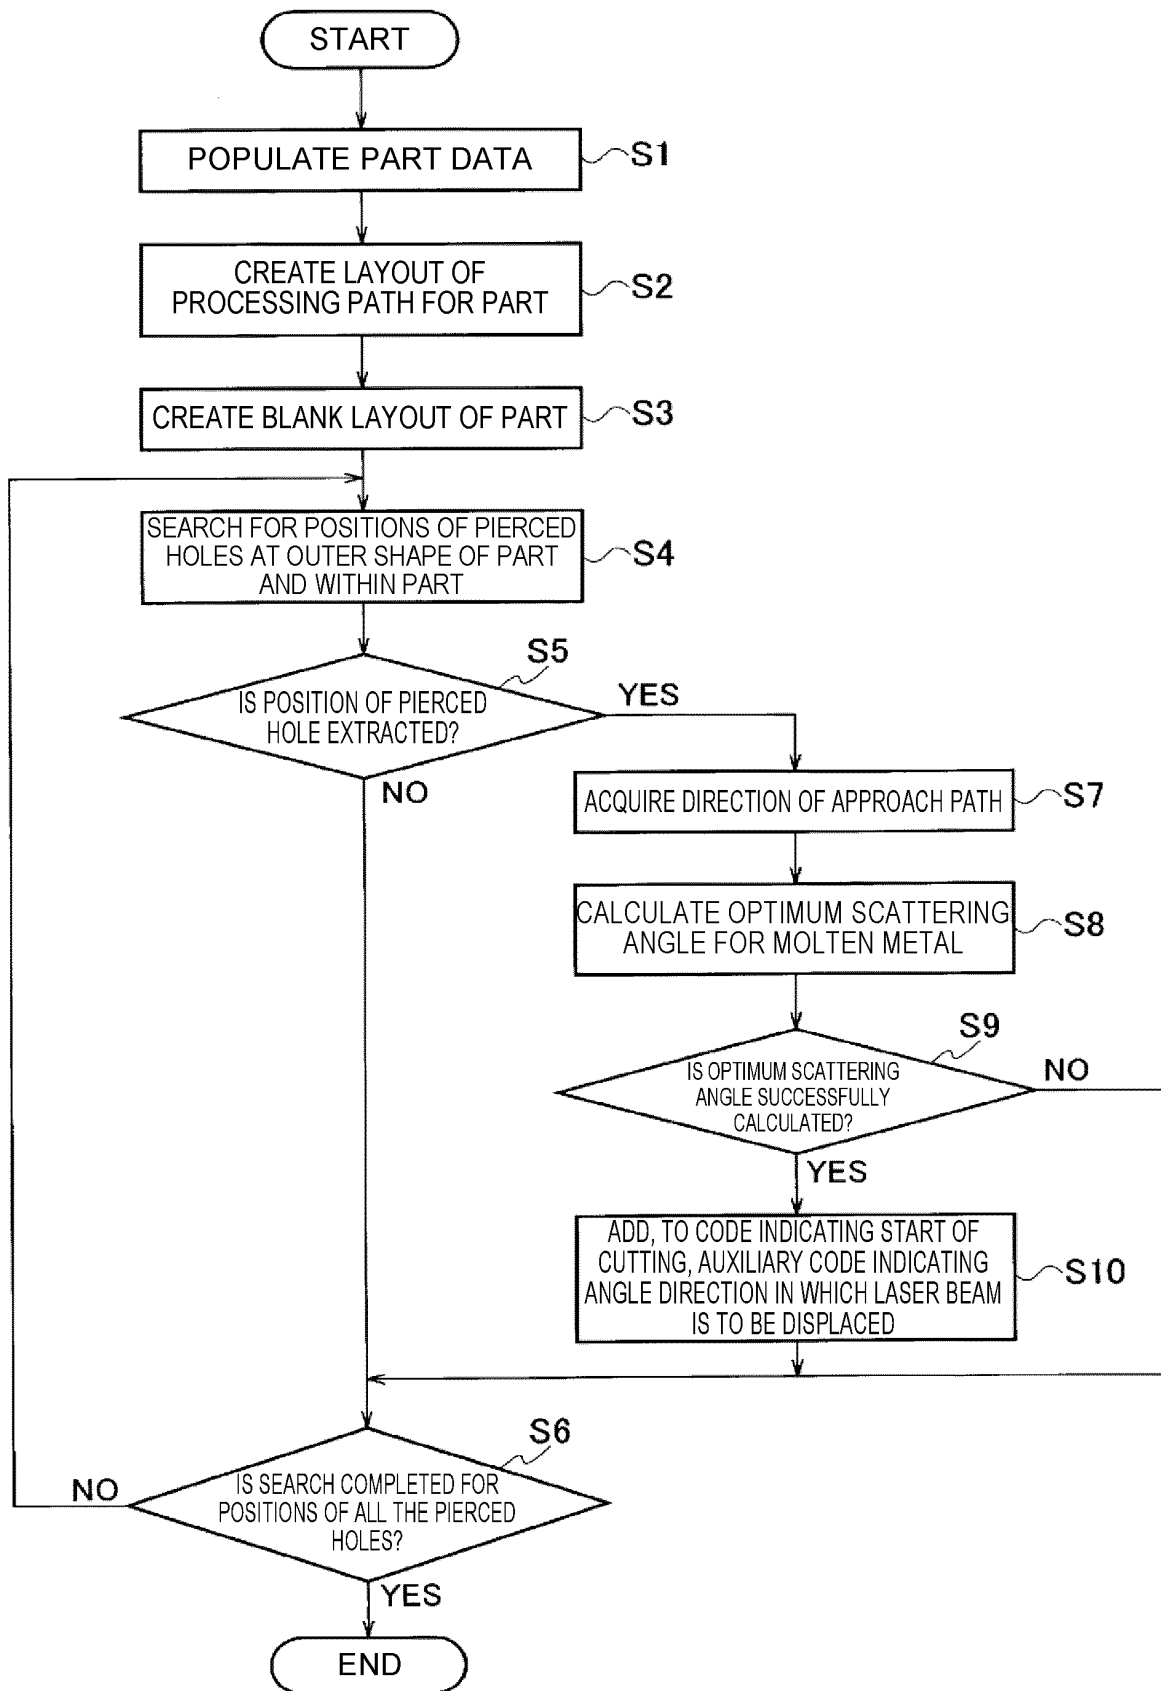 START
POPULATE PART DATA
S1
CREATE LAYOUT OF
PROCESSING PATH FOR PART
S2
CREATE BLANK LAYOUT OF PART
S3
SEARCH FOR POSITIONS OF PIERCED
HOLES AT OUTER SHAPE OF PART
AND WITHIN PART
S4
S5
IS POSITION OF PIERCED
HOLE EXTRACTED?
YES
NO
ACQUIRE DIRECTION OF APPROACH PATH
S7
CALCULATE OPTIMUM SCATTERING
ANGLE FOR MOLTEN METAL
S8
S9
IS OPTIMUM SCATTERING
ANGLE SUCCESSFULLY
CALCULATED?
NO
YES
ADD, TO CODE INDICATING START OF
CUTTING, AUXILIARY CODE INDICATING
ANGLE DIRECTION IN WHICH LASER BEAM
IS TO BE DISPLACED
S10
S6
IS SEARCH COMPLETED FOR
POSITIONS OF ALL THE PIERCED
HOLES?
NO
YES
END